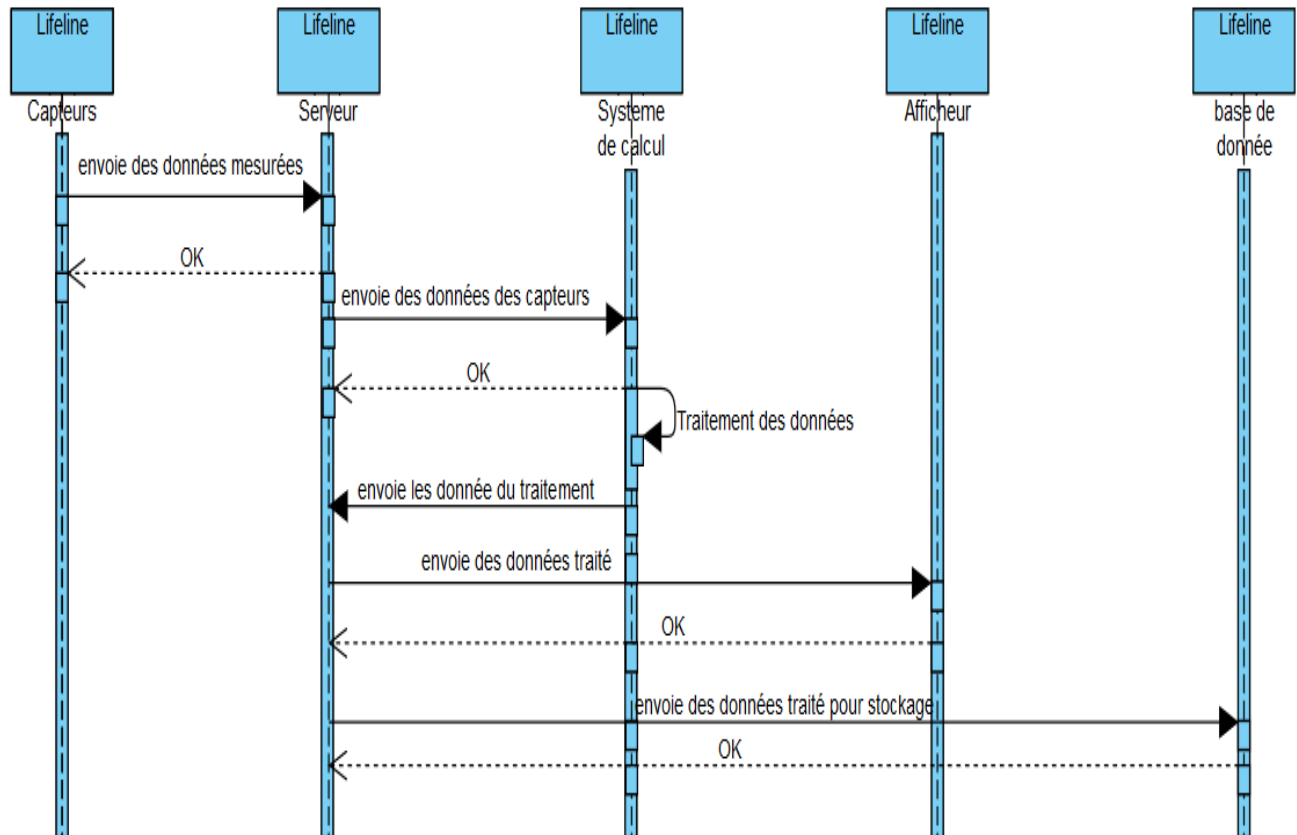 Lifeline
Lifeline
Lifeline
Lifeline
Lifeline
Capteurs
Serveur
Systeme
de calcul
Afficheur
base de
donnée
envoie des données mesurées
OK
envoie des données des capteurs
OK
Traitement des données
envoie les donnée du traitement
envoie des données traité
OK
envoie des données traité pour stockage
OK